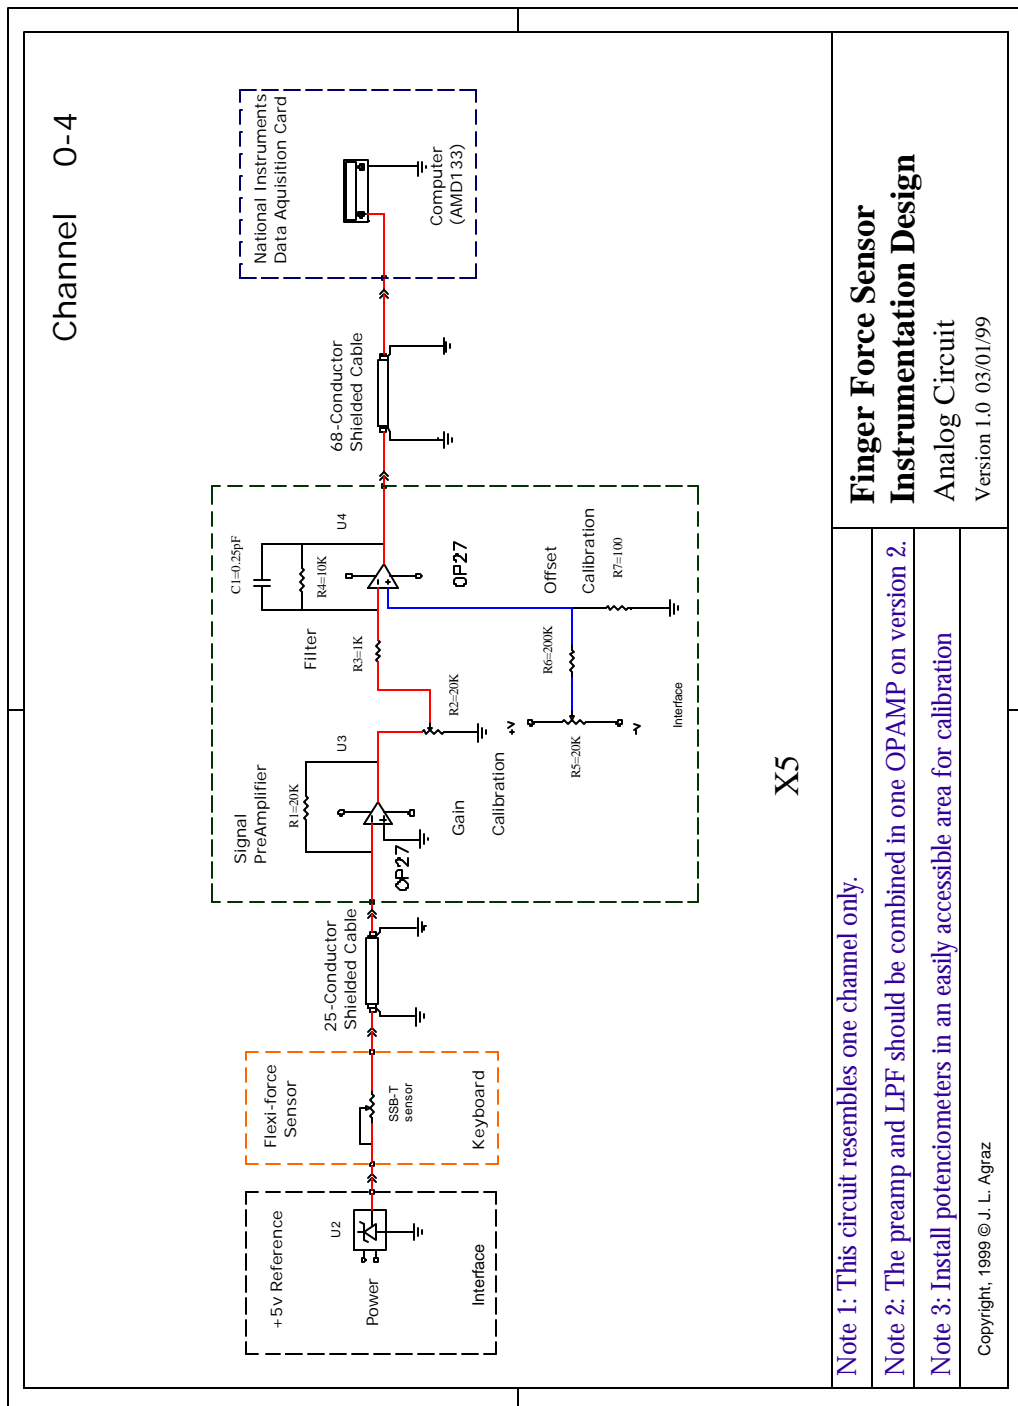 Channel 0-4
+5v Reference
U2
Power
Interface
Flexi-force
Sensor
SSB-T
sensor
Keyboard
25-Conductor
Shielded Cable
Signal
PreAmplifier
R1=20K
U3
OP27
Gain
Calibration
R2=20K
Filter
R3=1K
C1=0.25pF
R4=10K
U4
OP27
+V
-V
R5=20K
R6=200K
Offset
Calibration
R7=100
Interface
68-Conductor
Shielded Cable
National Instruments
Data Aquisition Card
Computer
(AMD133)
X5
Note 1: This circuit resembles one channel only.
Note 2: The preamp and LPF should be combined in one OPAMP on version 2.
Note 3: Install potenciometers in an easily accessible area for calibration
Copyright, 1999 © J. L. Agraz
Finger Force Sensor
Instrumentation Design
Analog Circuit
Version 1.0 03/01/99